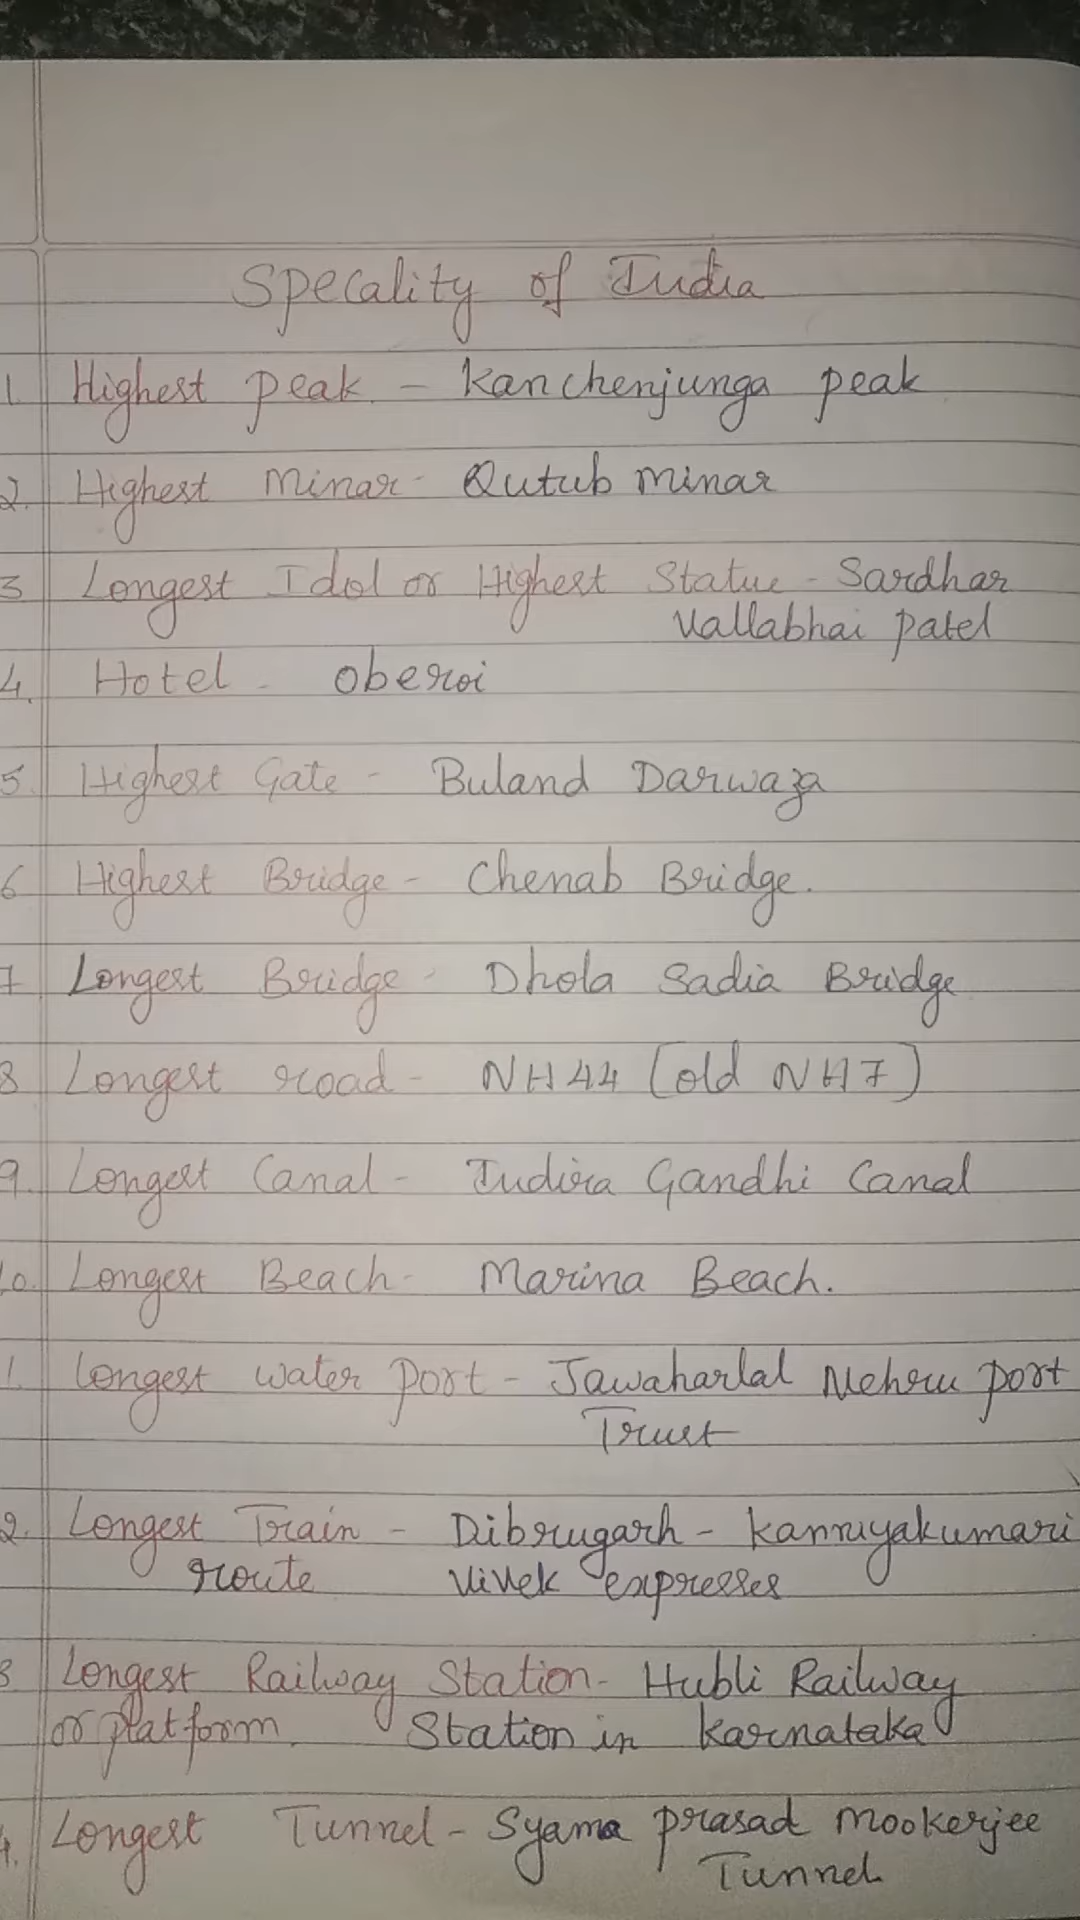 Specality of India
1. Highest peak - Kanchenjunga peak
2. Highest Minar - Qutub minar
3 Longest Idol or Highest Statue - Sardhar
Vallabhai patel
4. Hotel - oberoi
5. Highest Gate - Buland Darwaza
6 Highest Bridge - Chenab Bridge.
7 Longest Bridge - Dhola Sadia Bridge
8 Longest road - NH44 (old NH7)
9. Longest Canal - Indira Gandhi Canal
10. Longest Beach - Marina Beach.
1. longest water port - Jawaharlal Nehru port
Trust
2. Longest Train - Dibrugarh - kanniyakumari
route Vivek expresses
3 Longest Railway Station - Hubli Railway
or platform. Station in Karnataka
4. Longest Tunnel - Syama prasad mookerjee
Tunnel